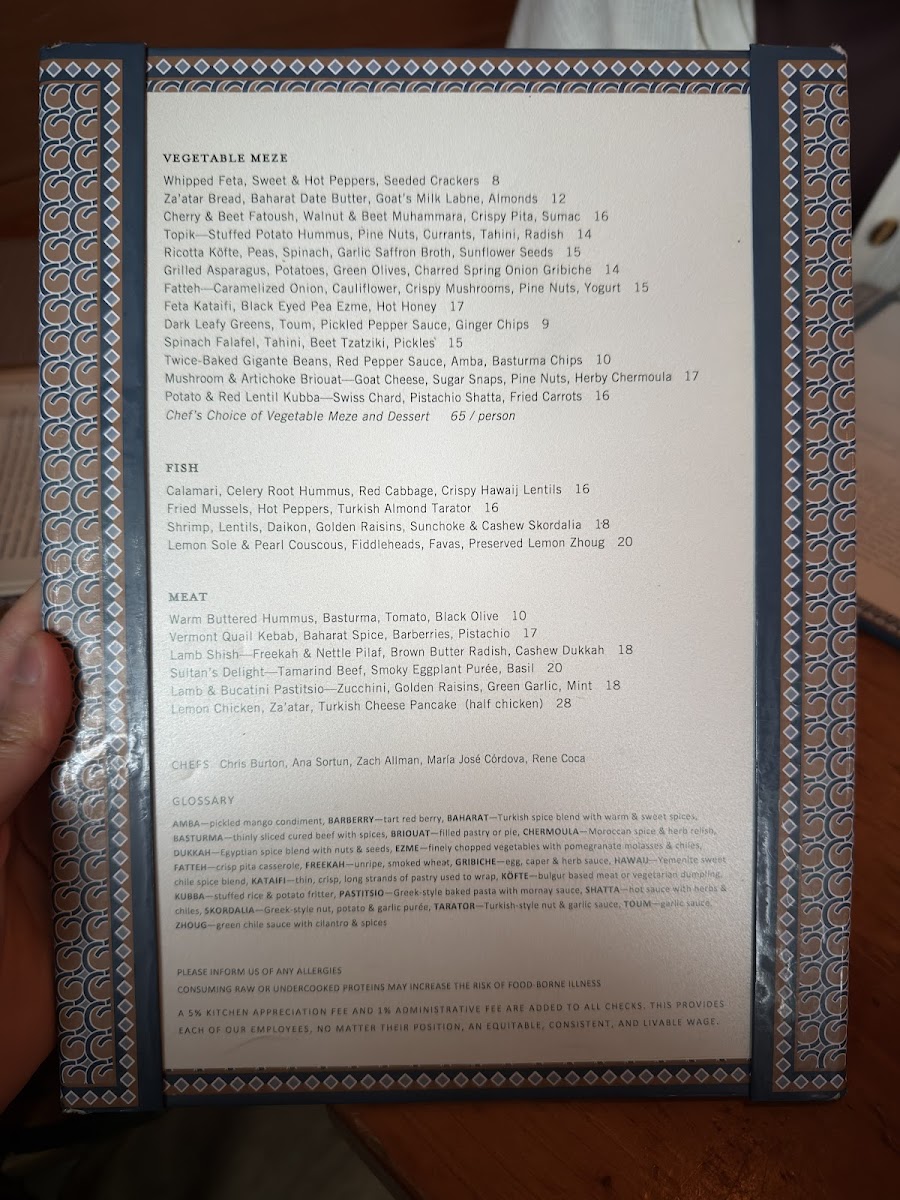 VEGETABLE MEZE
Whipped Feta, Sweet & Hot Peppers, Seeded Crackers 8
Za'atar Bread, Baharat Date Butter, Goat's Milk Labne, Almonds 12
Cherry & Beet Fatoush, Walnut & Beet Muhammara, Crispy Pita, Sumac 16
Topik—Stuffed Potato Hummus, Pine Nuts, Currants, Tahini, Radish 14
Ricotta Köfte, Peas, Spinach, Garlic Saffron Broth, Sunflower Seeds 15
Grilled Asparagus, Potatoes, Green Olives, Charred Spring Onion Gribiche 14
Fatteh—Caramelized Onion, Cauliflower, Crispy Mushrooms, Pine Nuts, Yogurt 15
Feta Kataifi, Black Eyed Pea Ezme, Hot Honey 17
Dark Leafy Greens, Toum, Pickled Pepper Sauce, Ginger Chips 9
Spinach Falafel, Tahini, Beet Tzatziki, Pickles 15
Twice-Baked Gigante Beans, Red Pepper Sauce, Amba, Basturma Chips 10
Mushroom & Artichoke Briouat—Goat Cheese, Sugar Snaps, Pine Nuts, Herby Chermoula 17
Potato & Red Lentil Kubba—Swiss Chard, Pistachio Shatta, Fried Carrots 16
Chef's Choice of Vegetable Meze and Dessert 65 / person
FISH
Calamari, Celery Root Hummus, Red Cabbage, Crispy Hawaij Lentils 16
Fried Mussels, Hot Peppers, Turkish Almond Tarator 16
Shrimp, Lentils, Daikon, Golden Raisins, Sunchoke & Cashew Skordalia 18
Lemon Sole & Pearl Couscous, Fiddleheads, Favas, Preserved Lemon Zhoug 20
MEAT
Warm Buttered Hummus, Basturma, Tomato, Black Olive 10
Vermont Quail Kebab, Baharat Spice, Barberries, Pistachio 17
Lamb Shish—Freekah & Nettle Pilaf, Brown Butter Radish, Cashew Dukkah 18
Sultan's Delight—Tamarind Beef, Smoky Eggplant Purée, Basil 20
Lamb & Bucatini Pastitsio—Zucchini, Golden Raisins, Green Garlic, Mint 18
Lemon Chicken, Za'atar, Turkish Cheese Pancake (half chicken) 28
CHEFS Chris Burton, Ana Sortun, Zach Allman, María José Córdova, Rene Coca
GLOSSARY
AMBA—pickled mango condiment, BARBERRY—tart red berry, BAHARAT—Turkish spice blend with warm & sweet spices,
BASTURMA—thinly sliced cured beef with spices, BRIOUAT—filled pastry or pie, CHERMOULA—Moroccan spice & herb relish,
DUKKAH—Egyptian spice blend with nuts & seeds, EZME—finely chopped vegetables with pomegranate molasses & chiles,
FATTEH—crisp pita casserole, FREEKAH—unripe, smoked wheat, GRIBICHE—egg, caper & herb sauce, HAWAIJ—Yemenite sweet
chile spice blend, KATAIFI—thin, crisp, long strands of pastry used to wrap, KÖFTE—bulgur based meat or vegetarian dumpling,
KUBBA—stuffed rice & potato fritter, PASTITSIO—Greek-style baked pasta with mornay sauce, SHATTA—hot sauce with herbs &
chiles, SKORDALIA—Greek-style nut, potato & garlic purée, TARATOR—Turkish-style nut & garlic sauce, TOUM—garlic sauce,
ZHOUG—green chile sauce with cilantro & spices
PLEASE INFORM US OF ANY ALLERGIES
CONSUMING RAW OR UNDERCOOKED PROTEINS MAY INCREASE THE RISK OF FOOD-BORNE ILLNESS
A 5% KITCHEN APPRECIATION FEE AND 1% ADMINISTRATIVE FEE ARE ADDED TO ALL CHECKS. THIS PROVIDES
EACH OF OUR EMPLOYEES, NO MATTER THEIR POSITION, AN EQUITABLE, CONSISTENT, AND LIVABLE WAGE.